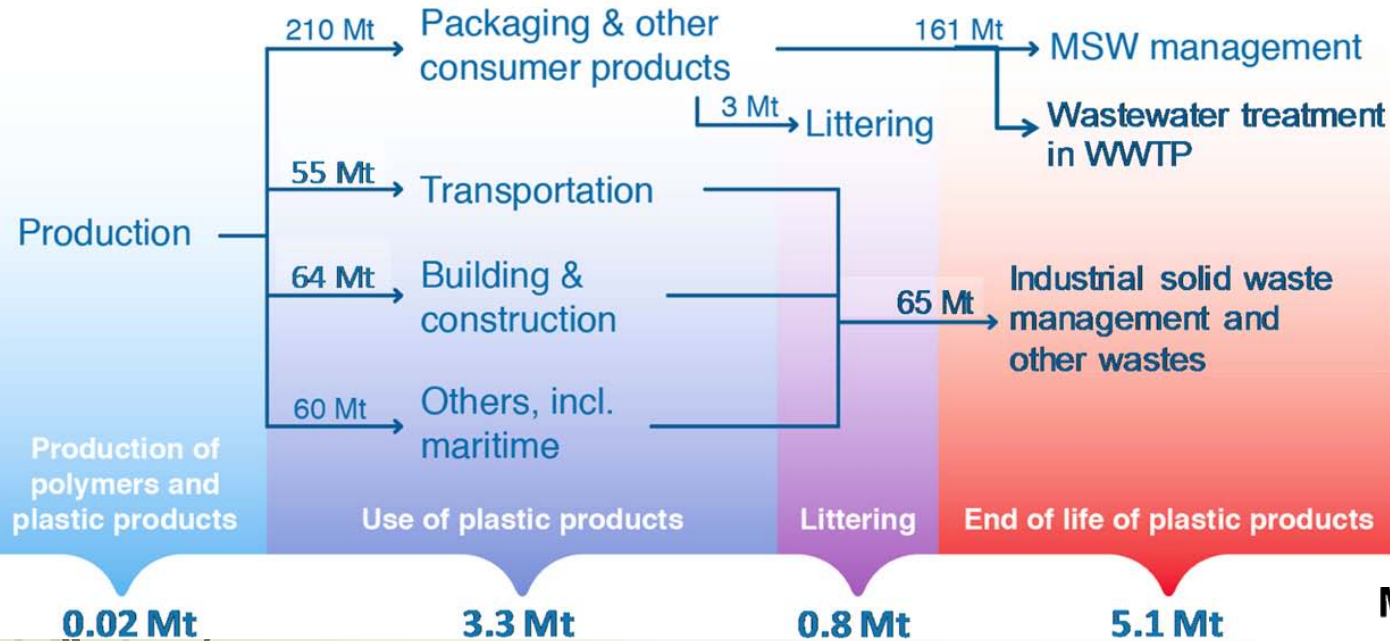 210 Mt
Packaging & other
consumer products
161 Mt
MSW management
3 Mt
Littering
Wastewater treatment
in WWTP
55 Mt
Transportation
Production
64 Mt
Building &
construction
65 Mt
Industrial solid waste
management and
other wastes
60 Mt
Others, incl.
maritime
Production of
polymers and
plastic products
Use of plastic products
Littering
End of life of plastic products
0.02 Mt
3.3 Mt
0.8 Mt
5.1 Mt